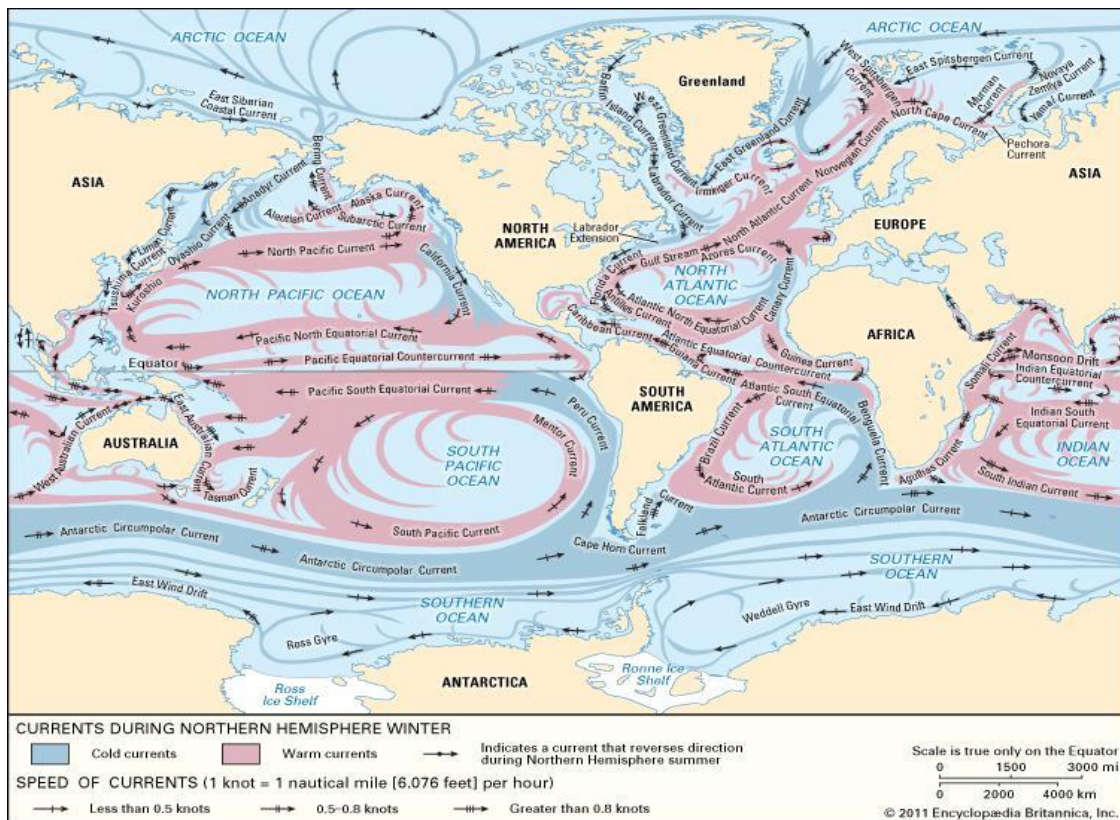 ARCTIC OCEAN
ARCTIC OCEAN
East Siberian
Coastal Current
Bering Current
Anadyr Current
Oyashio Current
Liman Current
Tsushima Current
Kuroshio
Aleutian Current
Alaska Current
Subarctic Current
North Pacific Current
California Current
ASIA
NORTH
AMERICA
Greenland
Baffin Island Current
West Greenland Current
East Greenland Current
Labrador Current
Irminger Current
Labrador
Extension
West Spitsbergen
Current
East Spitsbergen Current
Novaya
Zemlya Current
Murman
Current
Yamal Current
North Cape Current
Pechora
Current
Norwegian Current
North Atlantic Current
EUROPE
ASIA
NORTH PACIFIC OCEAN
Pacific North Equatorial Current
Equator
Pacific Equatorial Countercurrent
Pacific South Equatorial Current
Florida Current
Gulf Stream
Azores Current
NORTH
ATLANTIC
OCEAN
Canary Current
Antilles Current
Atlantic North Equatorial Current
Caribbean Current
Atlantic Equatorial Countercurrent
Guiana Current
Guinea Current
Atlantic South Equatorial
Current
AFRICA
Somali Current
Monsoon Drift
Indian Equatorial
Countercurrent
Indian South
Equatorial Current
INDIAN
OCEAN
South Indian Current
Agulhas Current
Benguela Current
SOUTH
AMERICA
Brazil Current
SOUTH
ATLANTIC
OCEAN
South
Atlantic Current
Falkland Current
Peru Current
Mentor Current
SOUTH
PACIFIC
OCEAN
South Pacific Current
AUSTRALIA
West Australian Current
East Australian
Current
Tasman Current
Antarctic Circumpolar Current
Antarctic Circumpolar Current
Cape Horn Current
Antarctic Circumpolar Current
East Wind Drift
SOUTHERN
OCEAN
Ross Gyre
SOUTHERN
OCEAN
Weddell Gyre
East Wind Drift
Ross
Ice Shelf
ANTARCTICA
Ronne Ice
Shelf
CURRENTS DURING NORTHERN HEMISPHERE WINTER
Cold currents
Warm currents
Indicates a current that reverses direction
during Northern Hemisphere summer
SPEED OF CURRENTS (1 knot = 1 nautical mile [6.076 feet] per hour)
Less than 0.5 knots
0.5–0.8 knots
Greater than 0.8 knots
Scale is true only on the Equator
0 1500 3000 mi
0 2000 4000 km
© 2011 Encyclopædia Britannica, Inc.